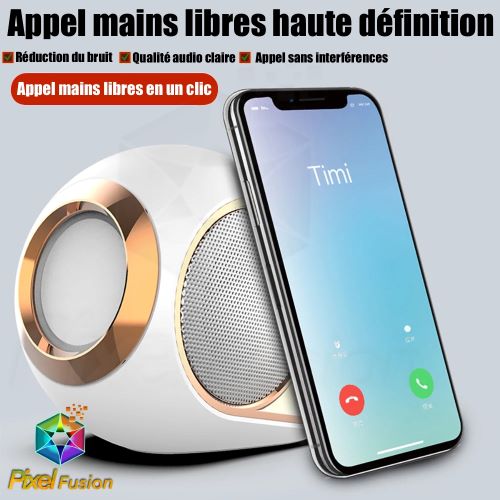 Appel mains libres haute définition
Réduction du bruit Qualité audio claire Appel sans interférences
Appel mains libres en un clic
Timi
Pixel Fusion